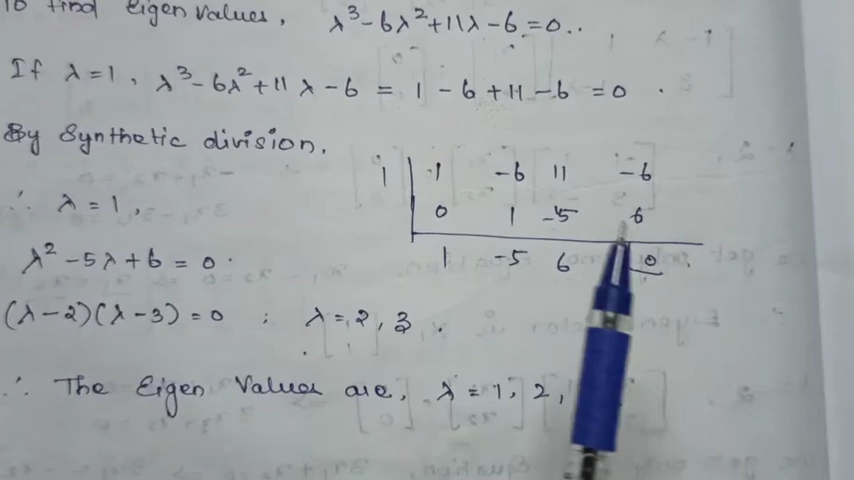 To find Eigen Values, λ³-6λ²+11λ-6=0..
If λ=1, λ³-6λ²+11λ-6 = 1-6+11-6 =0.
By Synthetic division,
1 | 1 -6 11 -6
∴ λ=1,
0 1 -5 6
λ²-5λ+6=0.
1 -5 6 0.
(λ-2)(λ-3)=0 ; λ=2, 3.
∴ The Eigen Values are, λ=1, 2,